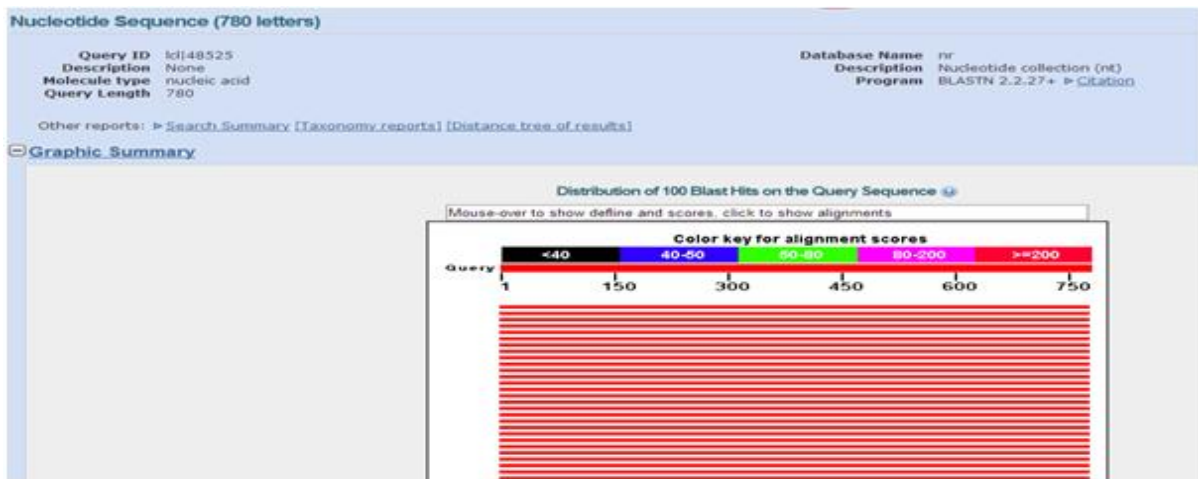 Nucleotide Sequence (780 letters)
Query ID lcl|48525
Description None
Molecule type nucleic acid
Query Length 780
Database Name nr
Description Nucleotide collection (nt)
Program BLASTN 2.2.27+ ▶Citation
Other reports: ▶Search Summary [Taxonomy reports] [Distance tree of results]
Graphic Summary
Distribution of 100 Blast Hits on the Query Sequence
Mouse-over to show defline and scores, click to show alignments
Color key for alignment scores
<40 40-50 50-80 80-200 >=200
Query
1 150 300 450 600 750